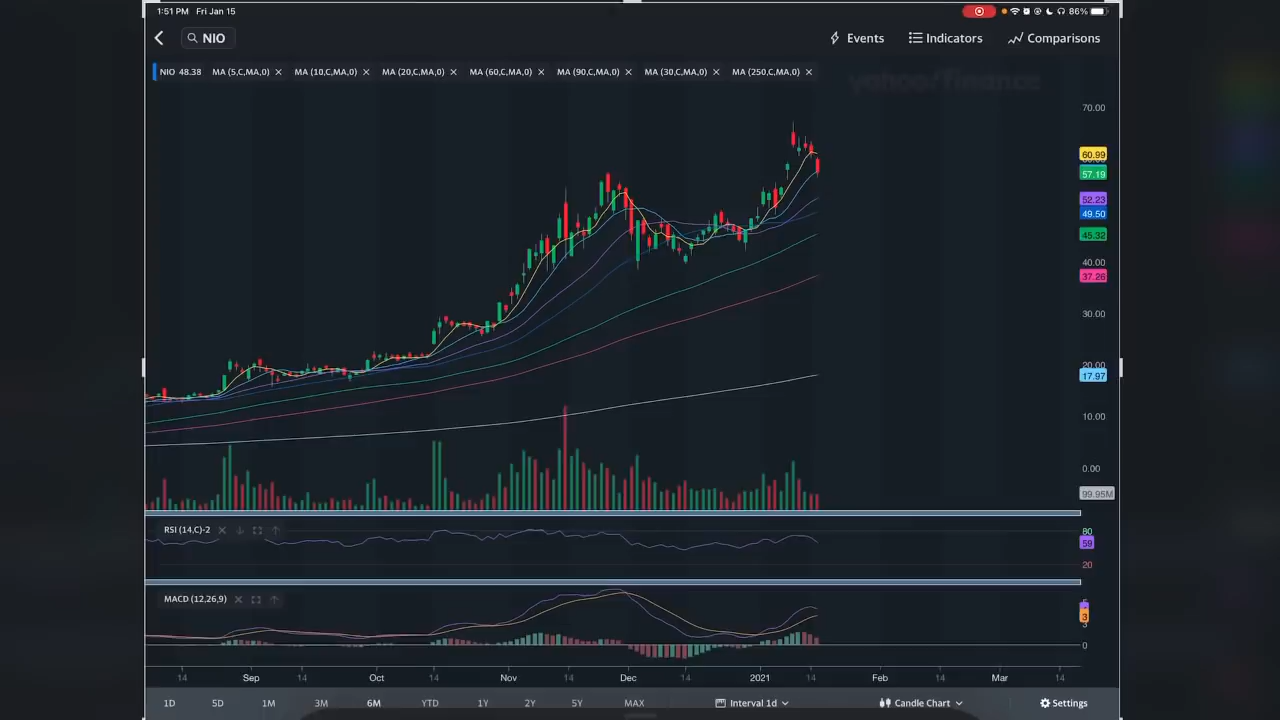 1:51 PM Fri Jan 15 86%
NIO Events Indicators Comparisons
NIO 48.38 MA (5,C,MA,0) MA (10,C,MA,0) MA (20,C,MA,0) MA (60,C,MA,0) MA (90,C,MA,0) MA (30,C,MA,0) MA (250,C,MA,0)
yahoo/finance
70.00
60.99
57.19
52.23
49.50
45.32
40.00
37.26
30.00
20.00
17.97
10.00
0.00
99.95M
RSI (14,C)-2
80
59
20
MACD (12,26,9)
3
0
14 Sep 14 Oct 14 Nov 14 Dec 14 2021 14 Feb 14 Mar 14
1D 5D 1M 3M 6M YTD 1Y 2Y 5Y MAX Interval 1d Candle Chart Settings